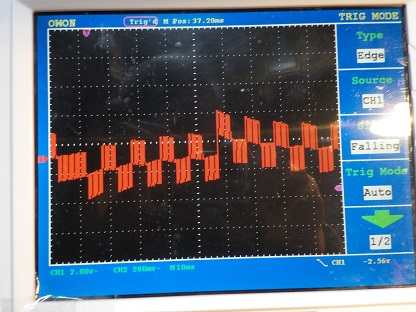 OWON Trig'd M Pos:37.20ms TRIG MODE
Type
Edge
Source
CH1
Falling
Trig Mode
Auto
1/2
CH1 2.00v~ CH2 200mv~ M10ms CH1 -2.56v